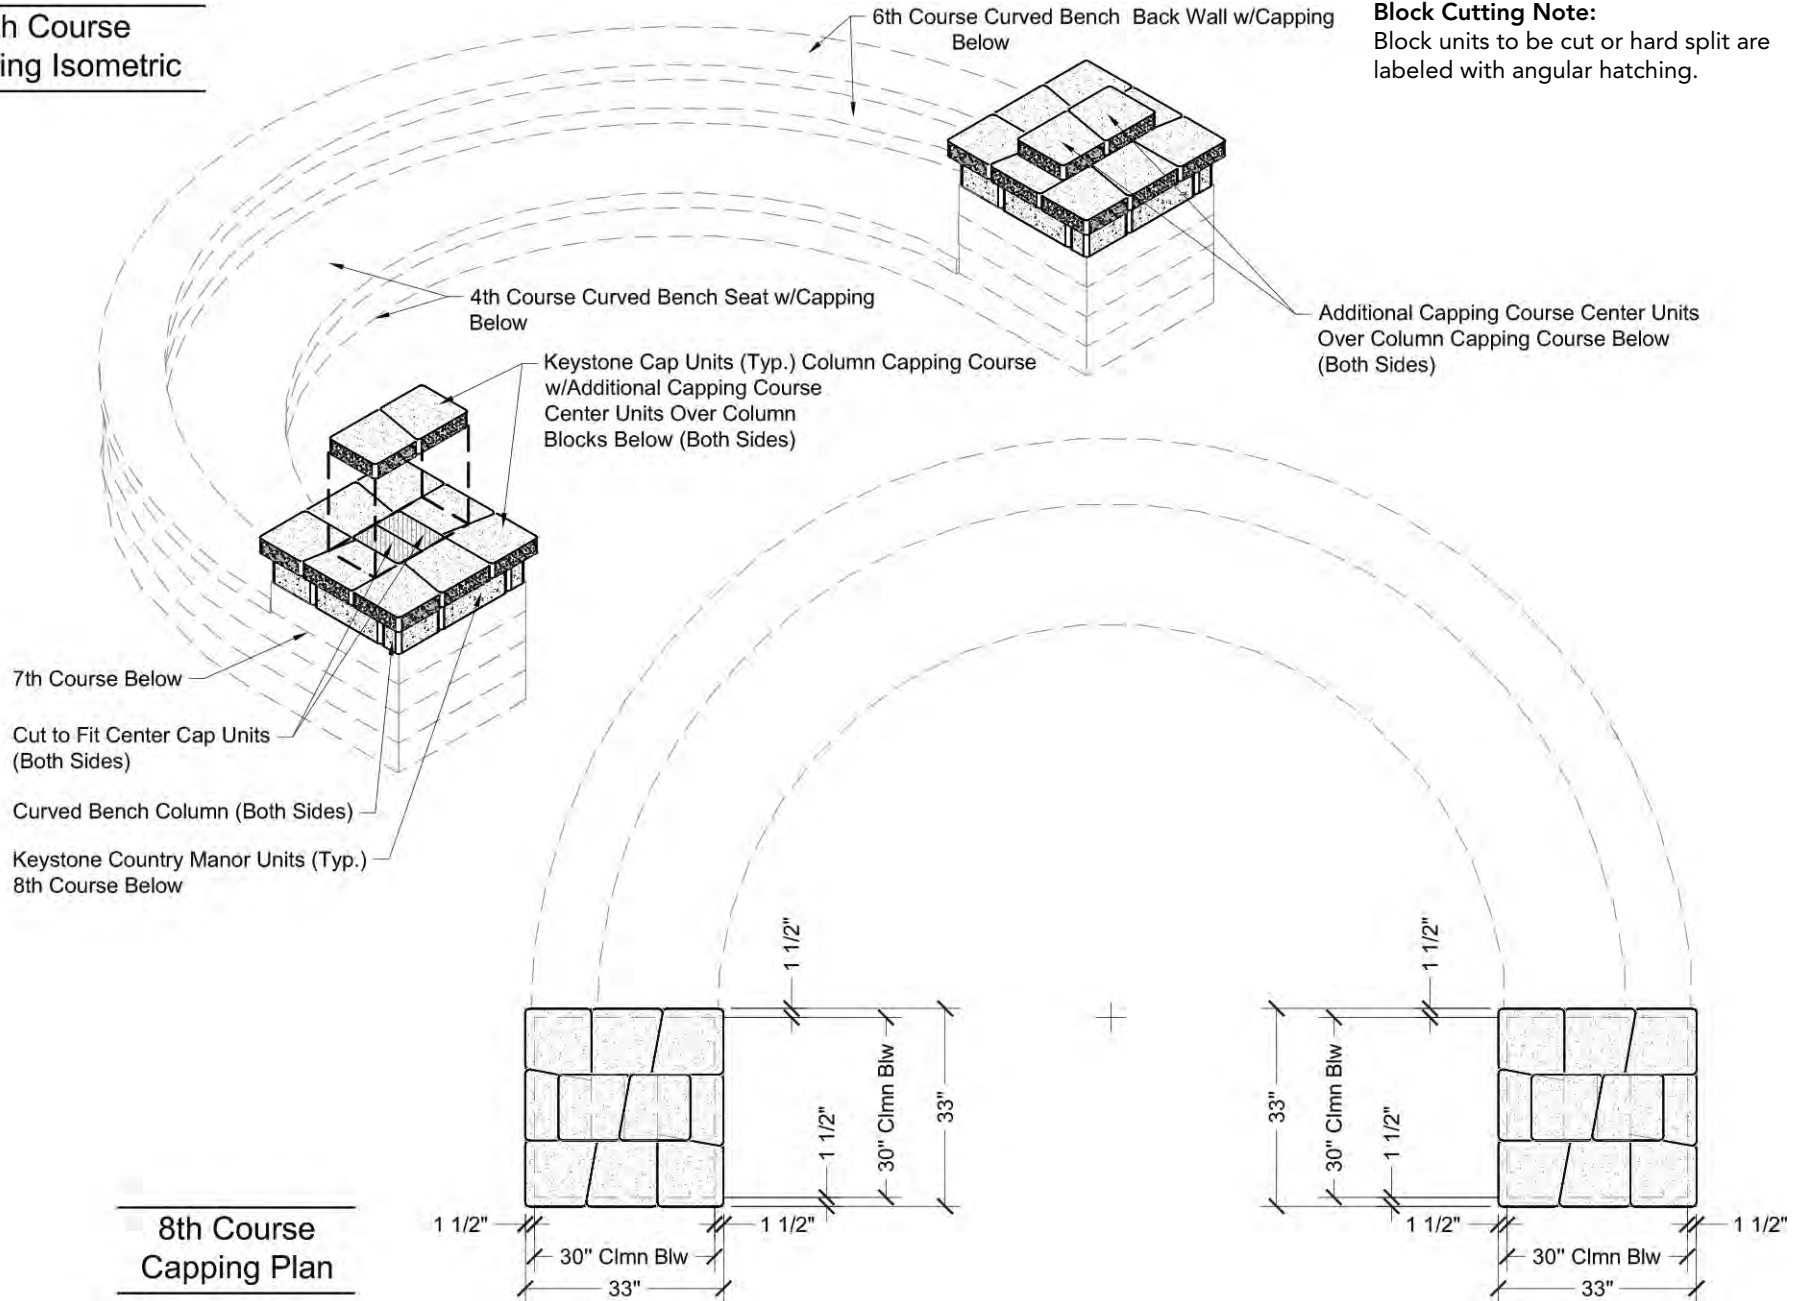 h Course
ing Isometric
6th Course Curved Bench Back Wall w/Capping
Below
Block Cutting Note:
Block units to be cut or hard split are
labeled with angular hatching.
4th Course Curved Bench Seat w/Capping
Below
Additional Capping Course Center Units
Over Column Capping Course Below
(Both Sides)
Keystone Cap Units (Typ.) Column Capping Course
w/Additional Capping Course
Center Units Over Column
Blocks Below (Both Sides)
7th Course Below
Cut to Fit Center Cap Units
(Both Sides)
Curved Bench Column (Both Sides)
Keystone Country Manor Units (Typ.)
8th Course Below
1 1/2"
1 1/2"
30" Clmn Blw
33"
1 1/2"
33"
30" Clmn Blw
1 1/2"
1 1/2"
1 1/2"
30" Clmn Blw
33"
1 1/2"
1 1/2"
30" Clmn Blw
33"
8th Course
Capping Plan